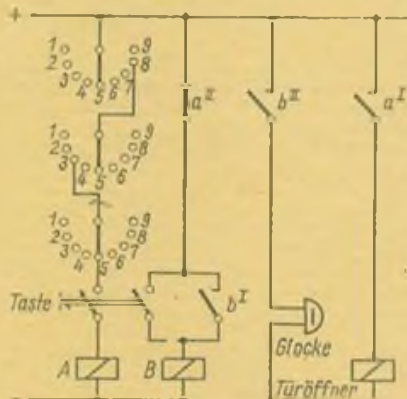 +
1 9
2 8
3 4 5 6 7
a^II b^II a^I
1 9
2 8
3 4 5 6 7
1 9
2 8
3 4 5 6 7
Taste b^I
Glocke
A B
Türöffner